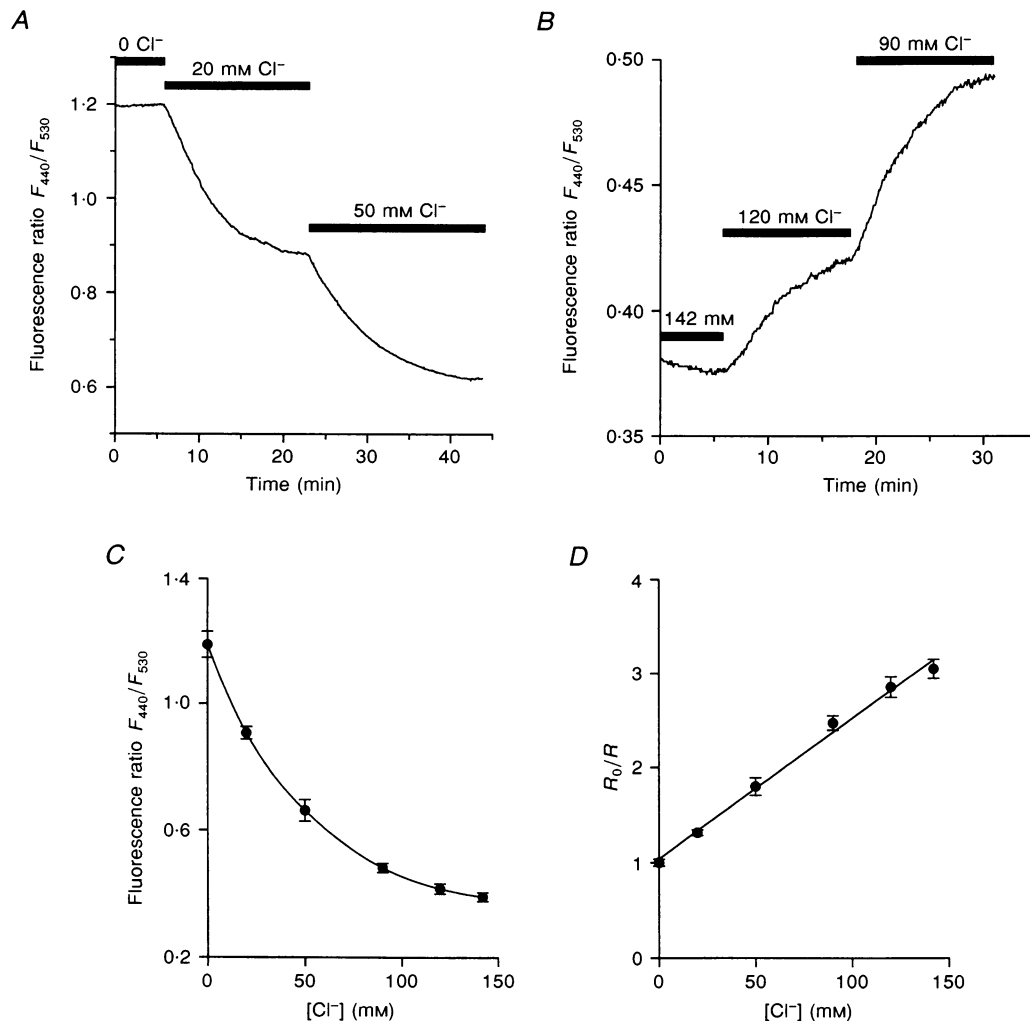 A
0 Cl⁻
20 mM Cl⁻
50 mM Cl⁻
Fluorescence ratio F₄₄₀/F₅₃₀
1·2
1·0
0·8
0·6
0
10
20
30
40
Time (min)
B
90 mM Cl⁻
120 mM Cl⁻
142 mM
Fluorescence ratio F₄₄₀/F₅₃₀
0·50
0·45
0·40
0·35
0
10
20
30
Time (min)
C
Fluorescence ratio F₄₄₀/F₅₃₀
1·4
1·0
0·6
0·2
0
50
100
150
[Cl⁻] (mM)
D
R₀/R
4
3
2
1
0
0
50
100
150
[Cl⁻] (mM)